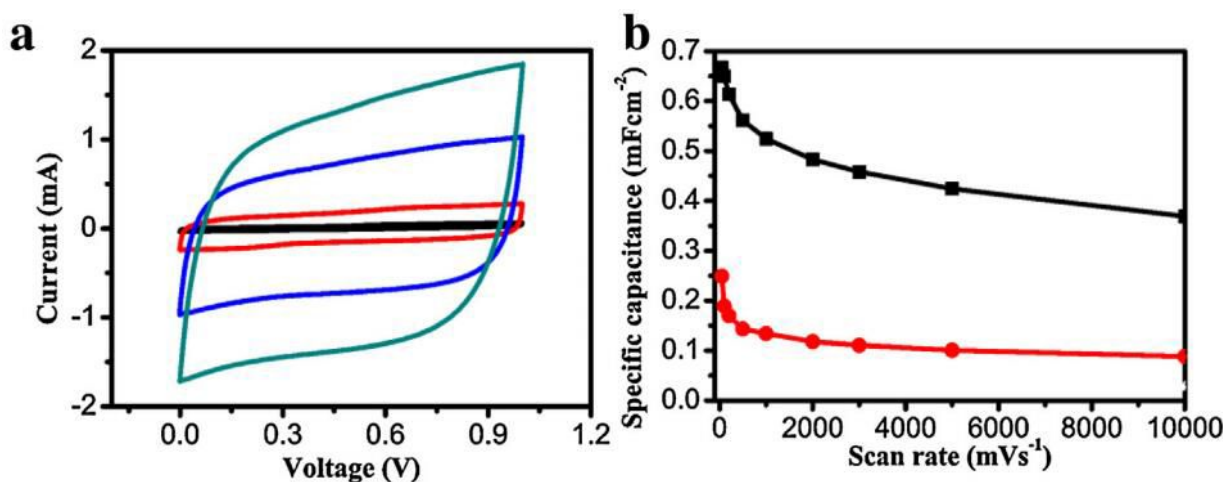 a
2
1
0
-1
-2
Current (mA)
0.0 0.3 0.6 0.9 1.2
Voltage (V)
b
0.7
0.6
0.5
0.4
0.3
0.2
0.1
0.0
Specific capacitance (mFcm⁻²)
0 2000 4000 6000 8000 10000
Scan rate (mVs⁻¹)